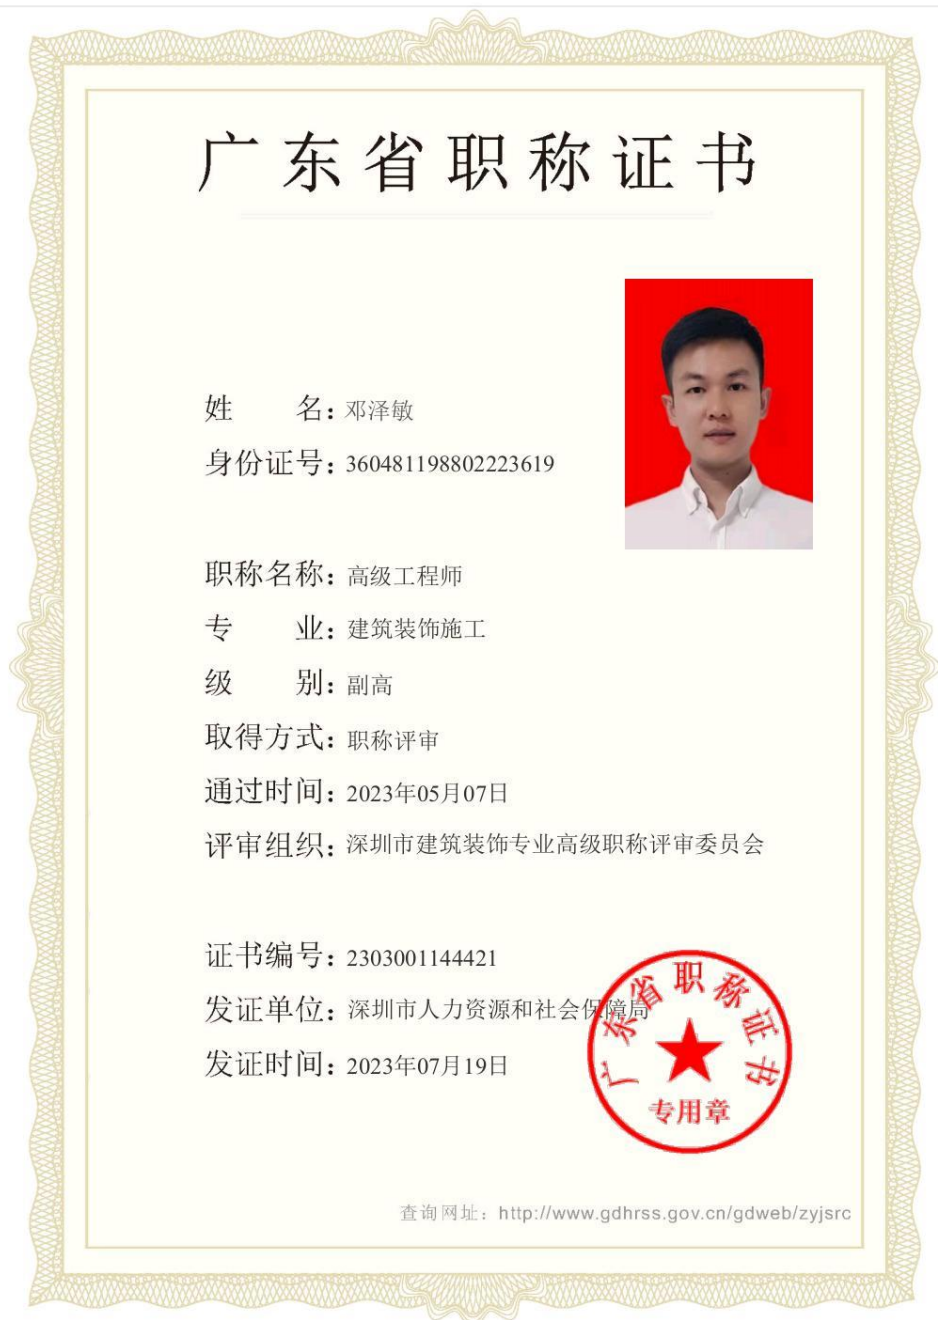 广东省职称证书
姓 名：邓泽敏
身份证号：360481198802223619
职称名称：高级工程师
专 业：建筑装饰施工
级 别：副高
取得方式：职称评审
通过时间：2023年05月07日
评审组织：深圳市建筑装饰专业高级职称评审委员会
证书编号：2303001144421
发证单位：深圳市人力资源和社会保障局
发证时间：2023年07月19日
广东省职称证书
专用章
查询网址：http://www.gdhrss.gov.cn/gdweb/zyjsrc